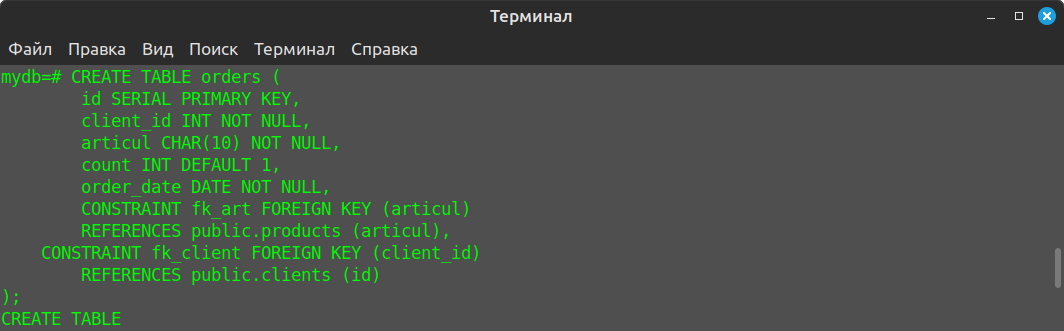 Терминал
Файл Правка Вид Поиск Терминал Справка
mydb=# CREATE TABLE orders (
        id SERIAL PRIMARY KEY,
        client_id INT NOT NULL,
        articul CHAR(10) NOT NULL,
        count INT DEFAULT 1,
        order_date DATE NOT NULL,
        CONSTRAINT fk_art FOREIGN KEY (articul)
        REFERENCES public.products (articul),
    CONSTRAINT fk_client FOREIGN KEY (client_id)
        REFERENCES public.clients (id)
);
CREATE TABLE